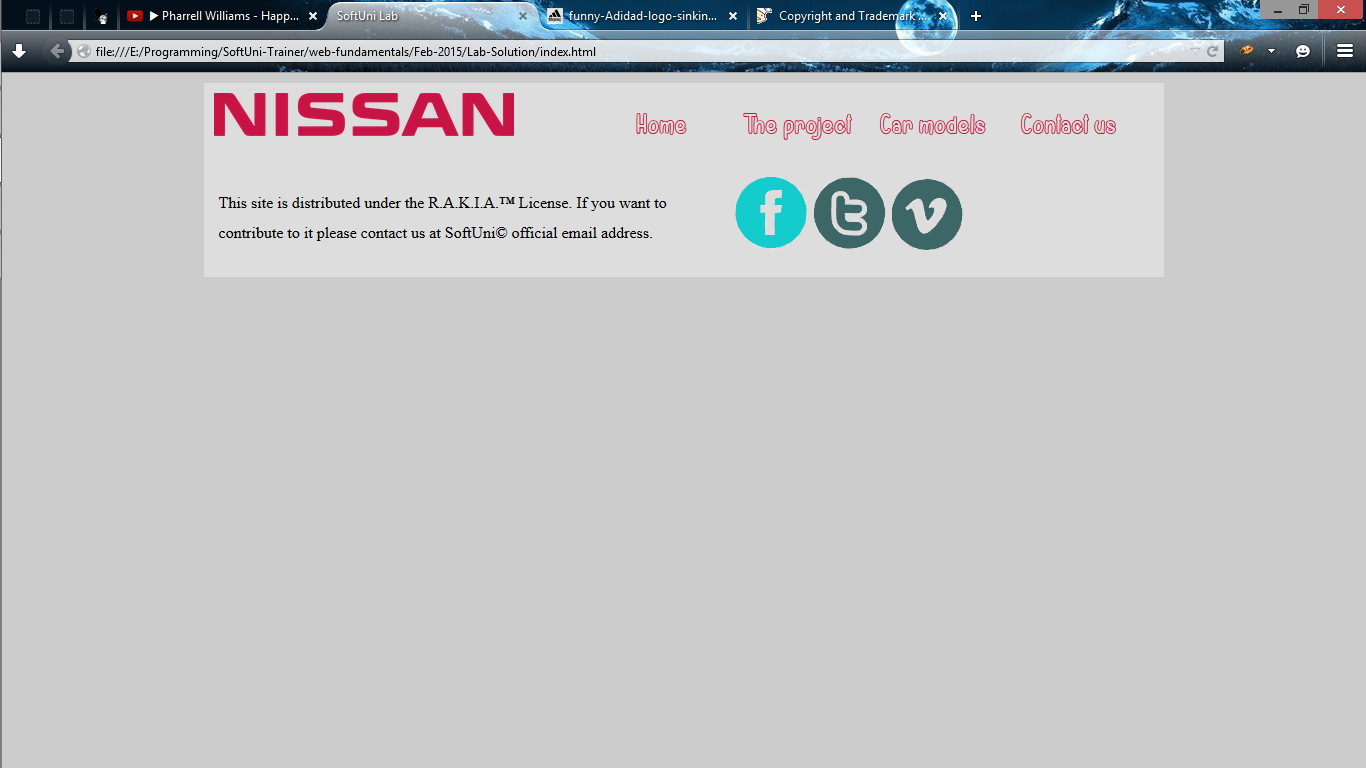 ▶ Pharrell Williams - Happ...
SoftUni Lab
funny-Adidad-logo-sinkin...
Copyright and Trademark ...
file:///E:/Programming/SoftUni-Trainer/web-fundamentals/Feb-2015/Lab-Solution/index.html
NISSAN
Home
The project
Car models
Contact us
This site is distributed under the R.A.K.I.A.™ License. If you want to
contribute to it please contact us at SoftUni© official email address.